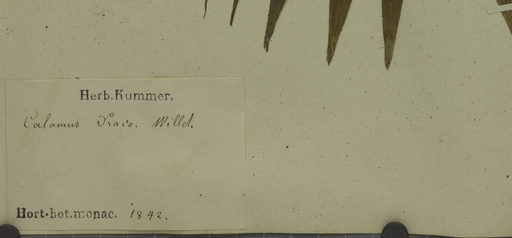 Herb.Kummer.
Calamus Draco. Willd.
Hort.bot.monac. 1842.